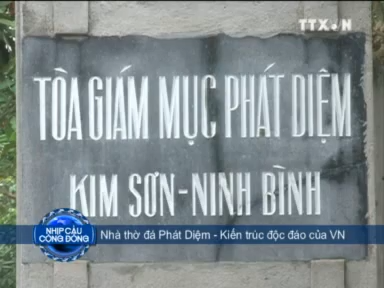 TTXVN
TÒA GIÁM MỤC PHÁT DIỆM
KIM SƠN-NINH BÌNH
NHỊP CẦU
CỘNG ĐỒNG
Nhà thờ đá Phát Diệm - Kiến trúc độc đáo của VN